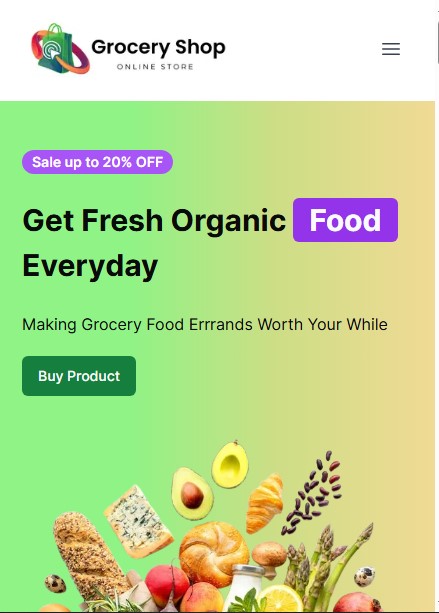 Grocery Shop
ONLINE STORE
Sale up to 20% OFF
Get Fresh Organic Food
Everyday
Making Grocery Food Errrands Worth Your While
Buy Product